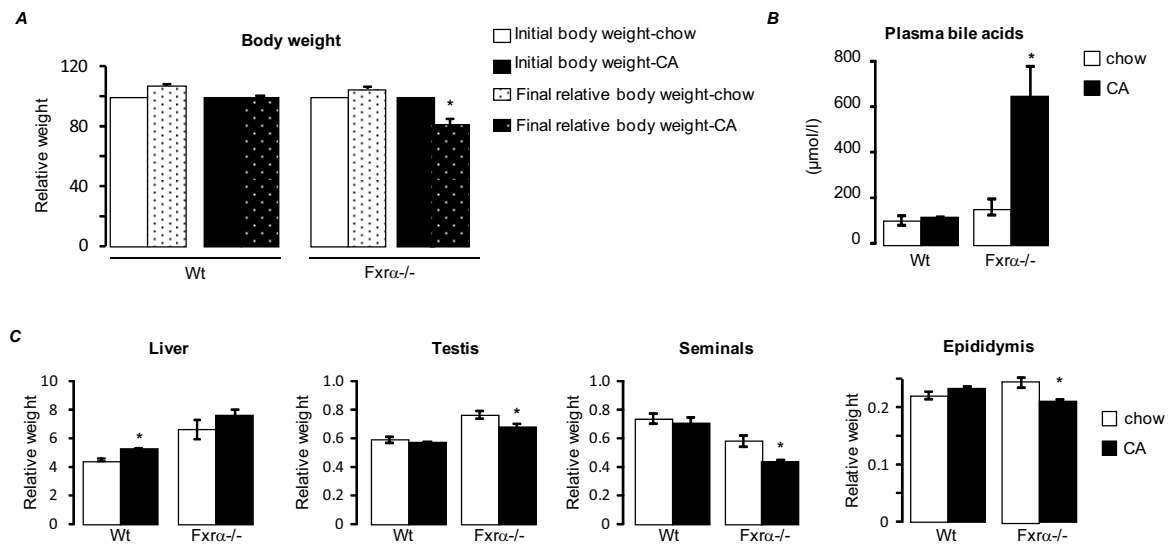 A
Body weight
Relative weight
120
80
40
0
Wt
Fxrα-/-
Initial body weight-chow
Initial body weight-CA
Final relative body weight-chow
Final relative body weight-CA
*
B
Plasma bile acids
(µmol/l)
800
600
400
200
0
*
Wt
Fxrα-/-
chow
CA
C
Liver
Relative weight
10
8
6
4
2
0
*
Wt
Fxrα-/-
Testis
Relative weight
1.0
0.8
0.6
0.4
0.2
0
*
Wt
Fxrα-/-
Seminals
Relative weight
1.0
0.8
0.6
0.4
0.2
0
*
Wt
Fxrα-/-
Epididymis
Relative weight
0.2
0.1
0
*
Wt
Fxrα-/-
chow
CA